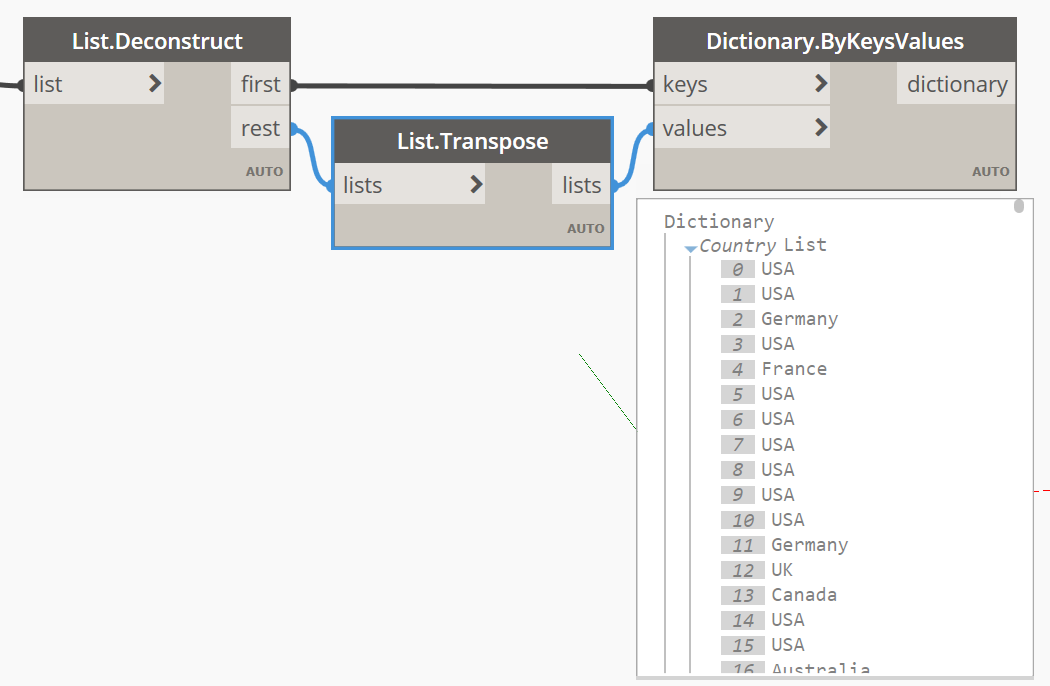 List.Deconstruct
list >
first
rest
AUTO
List.Transpose
lists >
lists
AUTO
Dictionary.ByKeysValues
keys >
dictionary
values >
AUTO
Dictionary
Country List
0 USA
1 USA
2 Germany
3 USA
4 France
5 USA
6 USA
7 USA
8 USA
9 USA
10 USA
11 Germany
12 UK
13 Canada
14 USA
15 USA
16 Australia